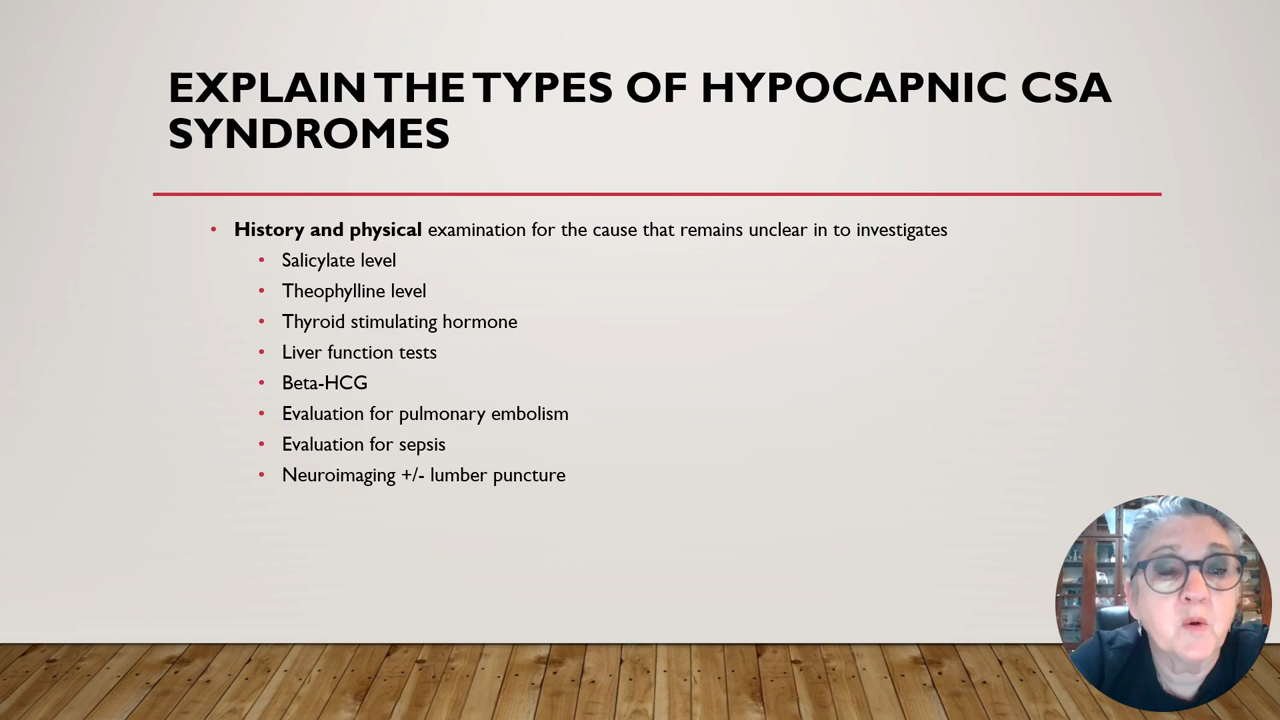 EXPLAIN THE TYPES OF HYPOCAPNIC CSA
SYNDROMES
• History and physical examination for the cause that remains unclear in to investigates
• Salicylate level
• Theophylline level
• Thyroid stimulating hormone
• Liver function tests
• Beta-HCG
• Evaluation for pulmonary embolism
• Evaluation for sepsis
• Neuroimaging +/- lumber puncture